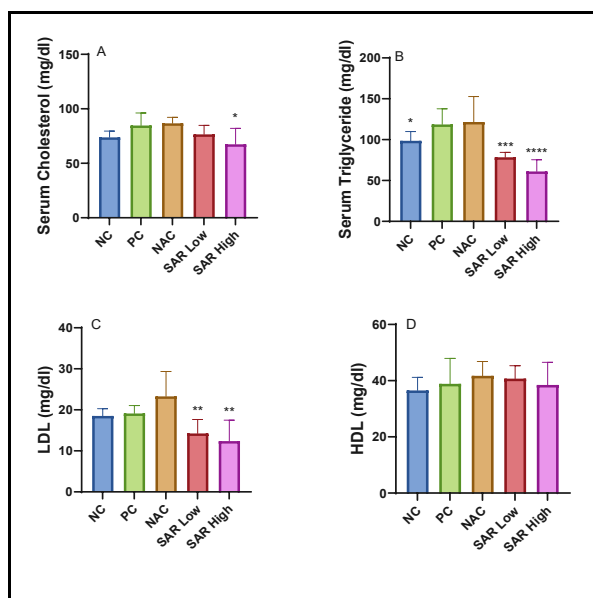 A
Serum Cholesterol (mg/dl)
150
100
50
0
*
NC
PC
NAC
SAR Low
SAR High
B
Serum Triglyceride (mg/dl)
200
150
100
50
0
*
***
****
NC
PC
NAC
SAR Low
SAR High
C
LDL (mg/dl)
40
30
20
10
0
**
**
NC
PC
NAC
SAR Low
SAR High
D
HDL (mg/dl)
60
40
20
0
NC
PC
NAC
SAR Low
SAR High